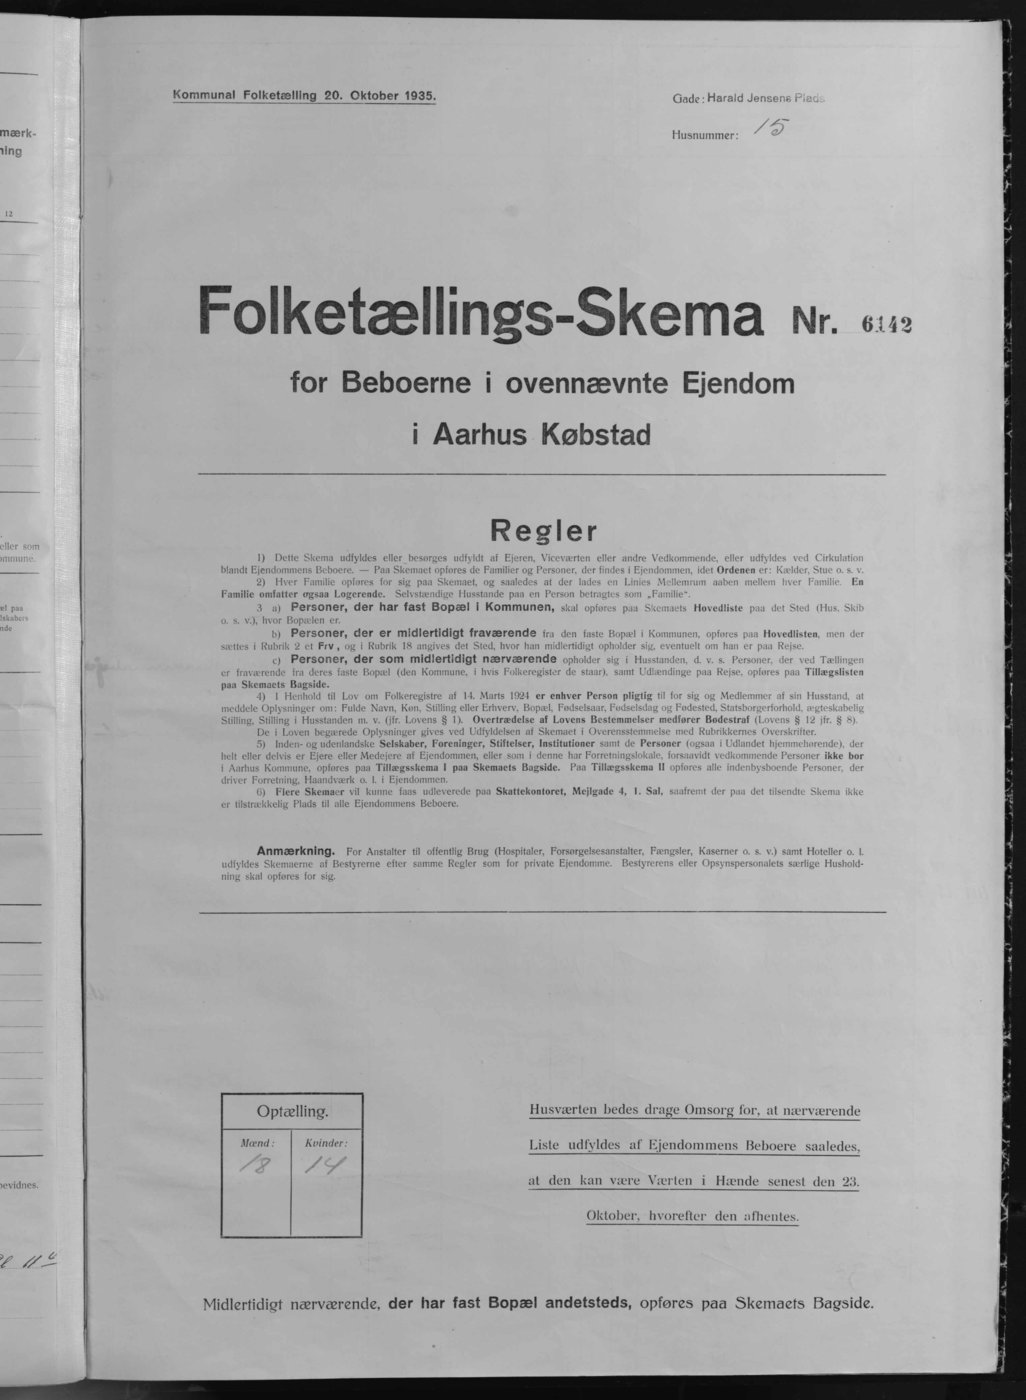 Kommunal Folketælling 20. Oktober 1935.
Gade: Harald Jensens Plads
Husnummer: 15
Folketællings-Skema Nr. 6142
for Beboerne i ovennævnte Ejendom
i Aarhus Købstad
Regler
1) Dette Skema udfyldes eller besørges udfyldt af Ejeren, Viceværten eller andre Vedkommende, eller udfyldes ved Cirkulation
blandt Ejendommens Beboere. — Paa Skemaet opføres de Familier og Personer, der findes i Ejendommen, idet Ordenen er: Kælder, Stue o. s. v.
2) Hver Familie opføres for sig paa Skemaet, og saaledes at der lades en Linies Mellemrum aaben mellem hver Familie. En
Familie omfatter ogsaa Logerende. Selvstændige Husstande paa en Person betragtes som „Familie“.
3 a) Personer, der har fast Bopæl i Kommunen, skal opføres paa Skemaets Hovedliste paa det Sted (Hus, Skib
o. s. v.), hvor Bopælen er.
b) Personer, der er midlertidigt fraværende fra den faste Bopæl i Kommunen, opføres paa Hovedlisten, men der
sættes i Rubrik 2 et Frv, og i Rubrik 18 angives det Sted, hvor han midlertidigt opholder sig, eventuelt om han er paa Rejse.
c) Personer, der som midlertidigt nærværende opholder sig i Husstanden, d. v. s. Personer, der ved Tællingen
er fraværende fra deres faste Bopæl (den Kommune, i hvis Folkeregister de staar), samt Udlændinge paa Rejse, opføres paa Tillægslisten
paa Skemaets Bagside.
4) I Henhold til Lov om Folkeregistre af 14. Marts 1924 er enhver Person pligtig til for sig og Medlemmer af sin Husstand, at
meddele Oplysninger om: Fulde Navn, Køn, Stilling eller Erhverv, Bopæl, Fødselsaar, Fødselsdag og Fødested, Statsborgerforhold, ægteskabelig
Stilling, Stilling i Husstanden m. v. (jfr. Lovens § 1). Overtrædelse af Lovens Bestemmelser medfører Bødestraf (Lovens § 12 jfr. § 8).
De i Loven begærede Oplysninger gives ved Udfyldelsen af Skemaet i Overensstemmelse med Rubrikkernes Overskrifter.
5) Inden- og udenlandske Selskaber, Foreninger, Stiftelser, Institutioner samt de Personer (ogsaa i Udlandet hjemmehørende), der
helt eller delvis er Ejere eller Medejere af Ejendommen, eller som i denne har Forretningslokale, forsaavidt vedkommende Personer ikke bor
i Aarhus Kommune, opføres paa Tillægsskema I paa Skemaets Bagside. Paa Tillægsskema II opføres alle indenbysboende Personer, der
driver Forretning, Haandværk o. l. i Ejendommen.
6) Flere Skemaer vil kunne faas udleverede paa Skattekontoret, Mejlgade 4, 1. Sal, saafremt der paa det tilsendte Skema ikke
er tilstrækkelig Plads til alle Ejendommens Beboere.
Anmærkning. For Anstalter til offentlig Brug (Hospitaler, Forsørgelsesanstalter, Fængsler, Kaserner o. s. v.) samt Hoteller o. l.
udfyldes Skemaerne af Bestyrerne efter samme Regler som for private Ejendomme. Bestyrerens eller Opsynspersonalets særlige Hushold-
ning skal opføres for sig.
Optælling.
Mænd: Kvinder:
18 14
Husværten bedes drage Omsorg for, at nærværende
Liste udfyldes af Ejendommens Beboere saaledes,
at den kan være Værten i Hænde senest den 23.
Oktober, hvorefter den afhentes.
Midlertidigt nærværende, der har fast Bopæl andetsteds, opføres paa Skemaets Bagside.